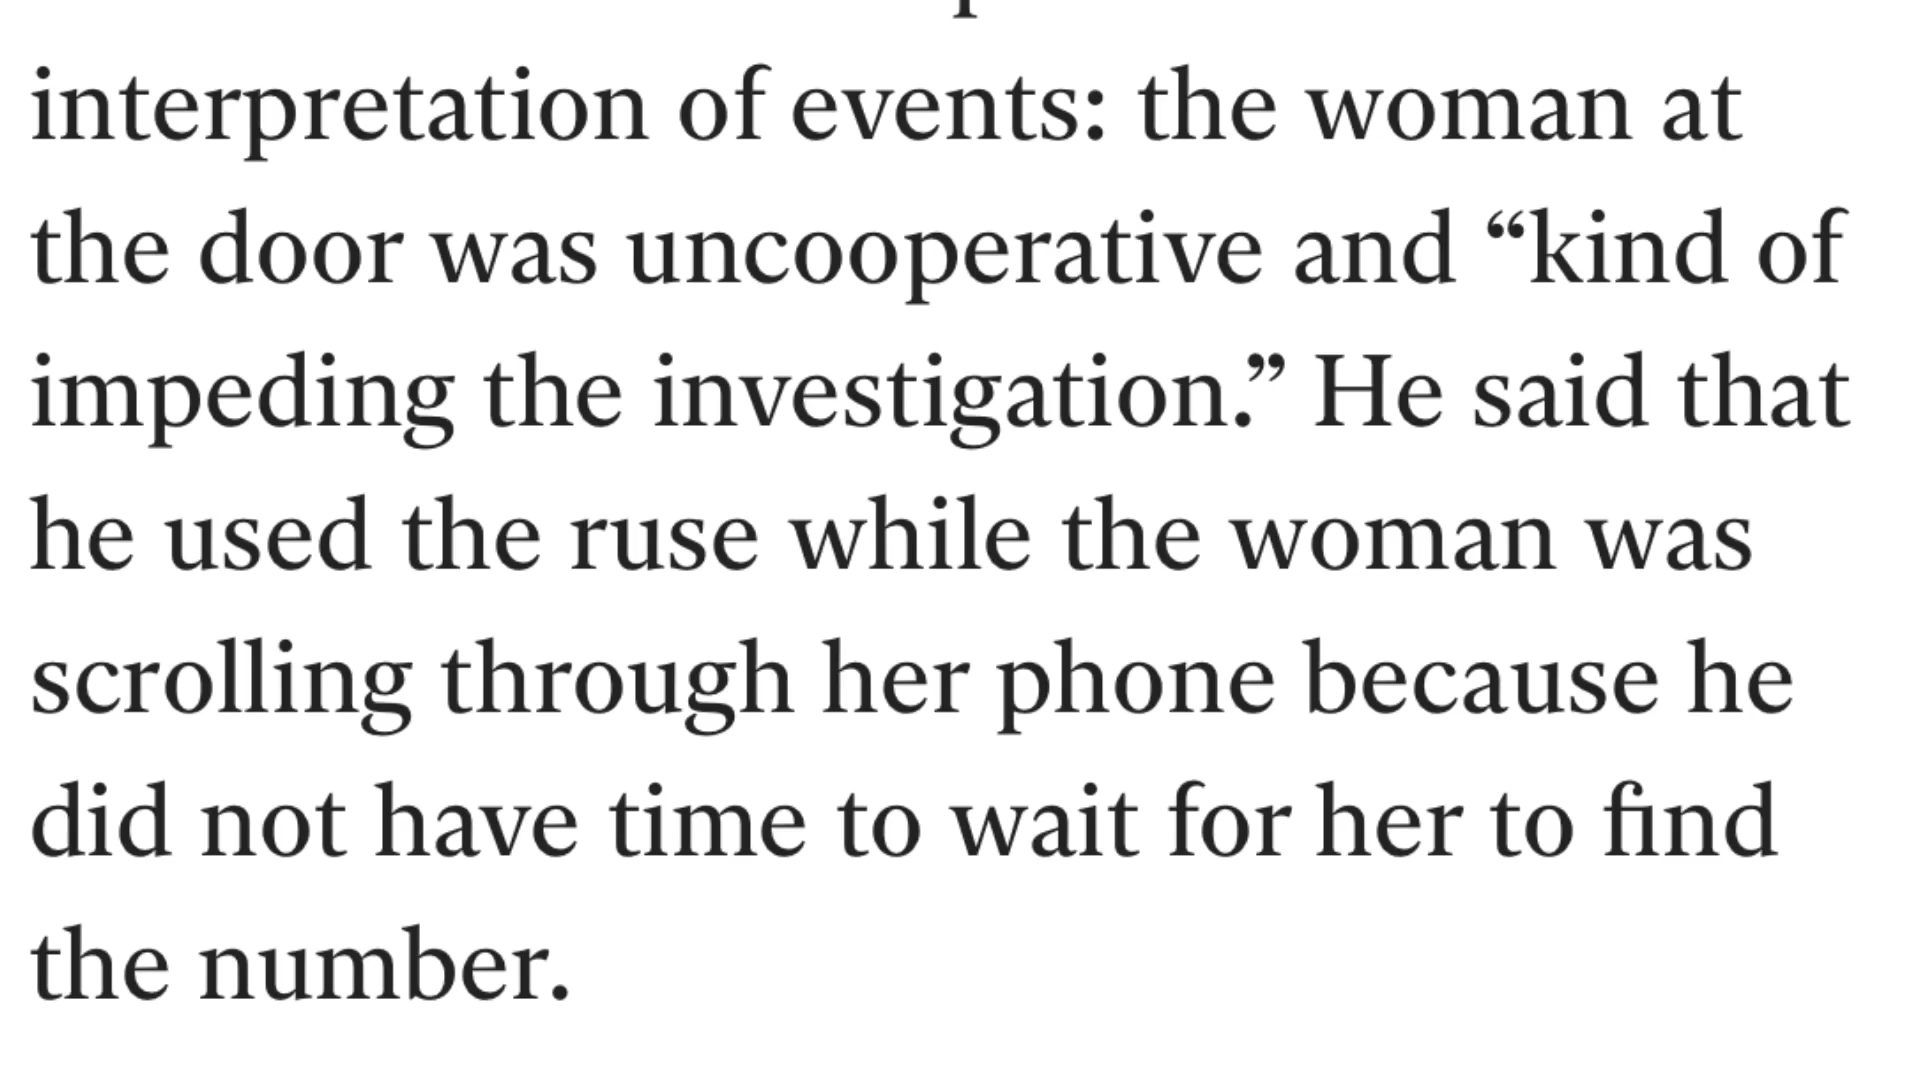 interpretation of events: the woman at
the door was uncooperative and “kind of
impeding the investigation.” He said that
he used the ruse while the woman was
scrolling through her phone because he
did not have time to wait for her to find
the number.